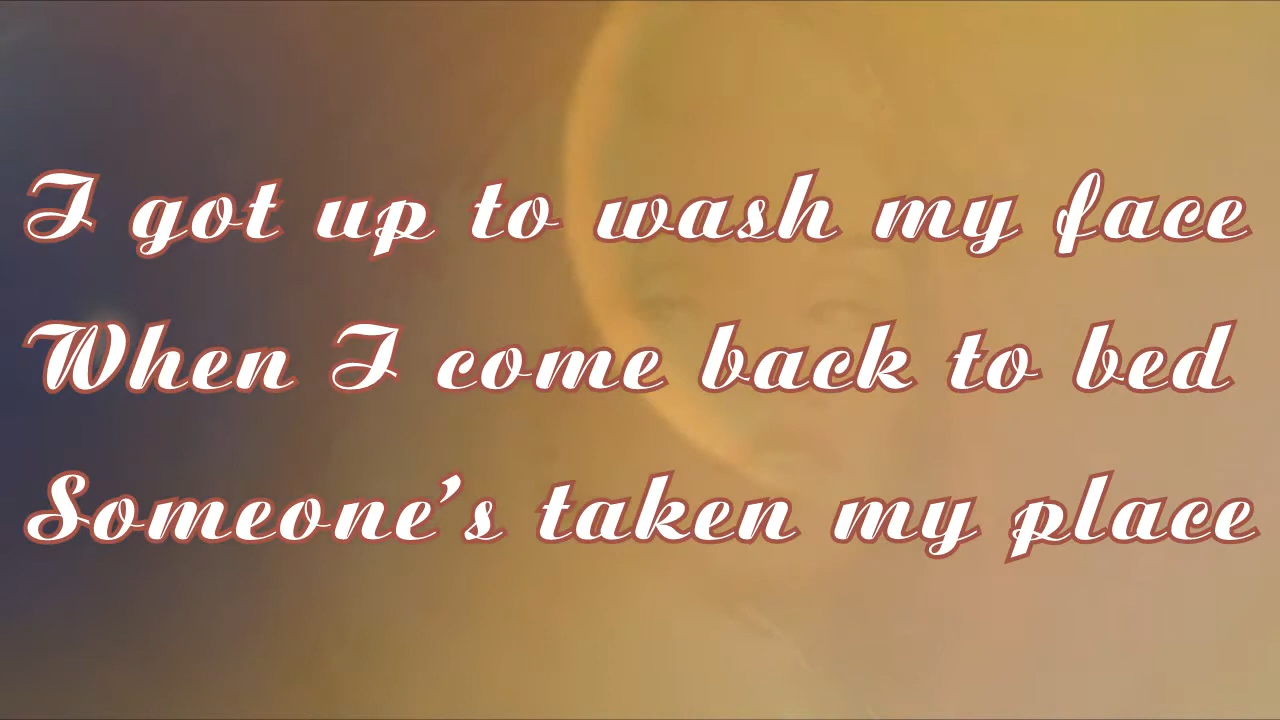 I got up to wash my face
When I come back to bed
Someone’s taken my place